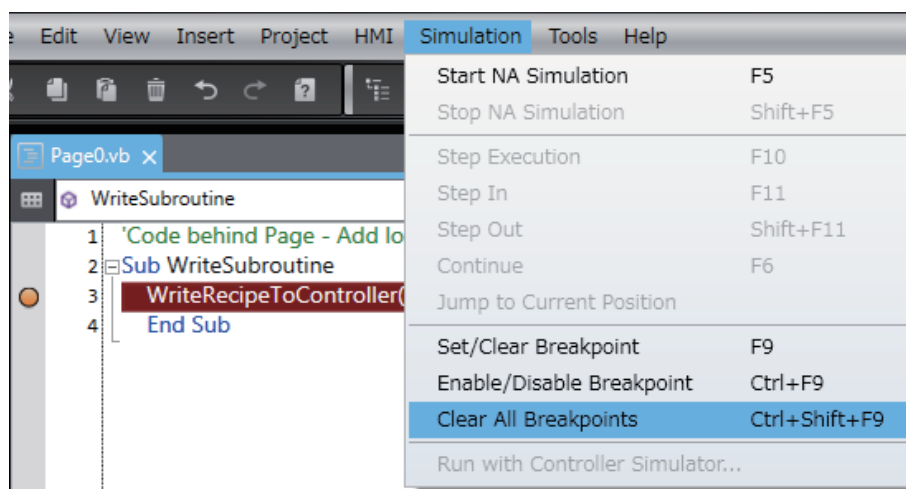 Edit View Insert Project HMI Simulation Tools Help
Start NA Simulation F5
Stop NA Simulation Shift+F5
Step Execution F10
Step In F11
Step Out Shift+F11
Continue F6
Jump to Current Position
Set/Clear Breakpoint F9
Enable/Disable Breakpoint Ctrl+F9
Clear All Breakpoints Ctrl+Shift+F9
Run with Controller Simulator...
Page0.vb
WriteSubroutine
1 'Code behind Page - Add lo
2 Sub WriteSubroutine
3 WriteRecipeToController(
4 End Sub